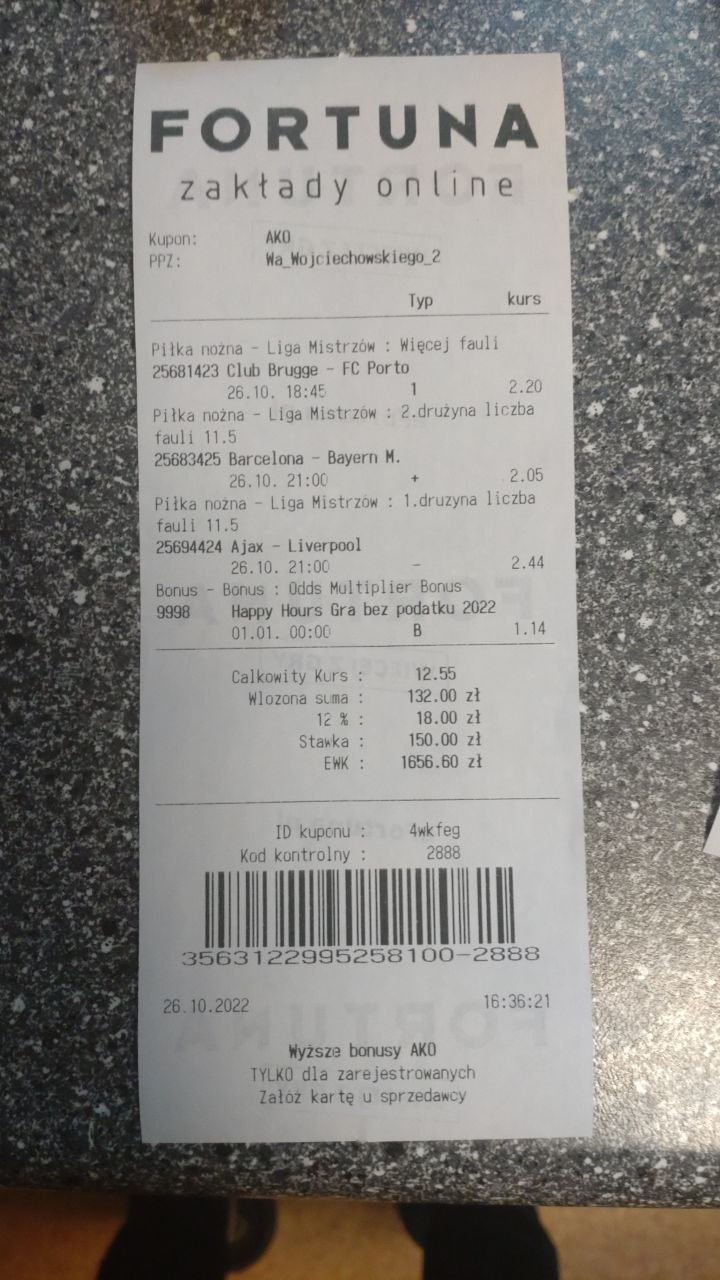 FORTUNA
zakłady online
Kupon: AKO
PPZ: Wa_Wojciechowskiego_2
Typ kurs
Piłka nożna - Liga Mistrzów : Więcej fauli
25681423 Club Brugge - FC Porto
26.10. 18:45 1 2.20
Piłka nożna - Liga Mistrzów : 2.drużyna liczba
fauli 11.5
25683425 Barcelona - Bayern M.
26.10. 21:00 + 2.05
Piłka nożna - Liga Mistrzów : 1.druzyna liczba
fauli 11.5
25694424 Ajax - Liverpool
26.10. 21:00 - 2.44
Bonus - Bonus : Odds Multiplier Bonus
9998 Happy Hours Gra bez podatku 2022
01.01. 00:00 B 1.14
Calkowity Kurs : 12.55
Wlozona suma : 132.00 zł
12 % : 18.00 zł
Stawka : 150.00 zł
EWK : 1656.60 zł
ID kuponu : 4wkfeg
Kod kontrolny : 2888
35631229952581​00-2888
26.10.2022 16:36:21
Wyższe bonusy AKO
TYLKO dla zarejestrowanych
Załóż kartę u sprzedawcy